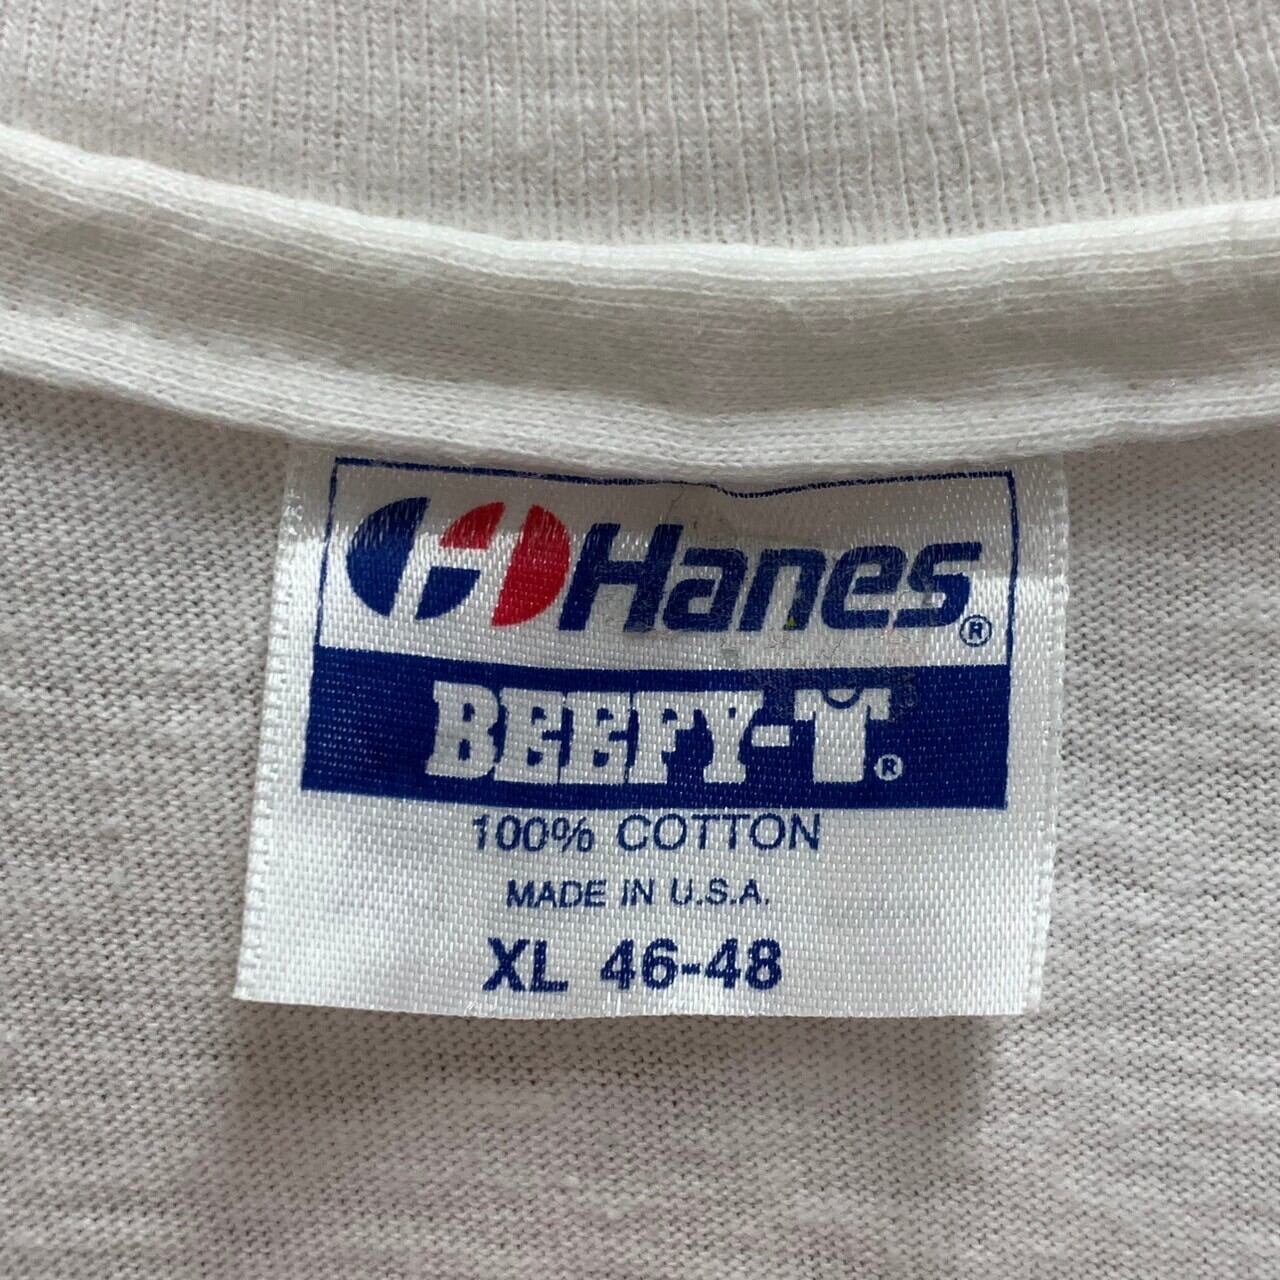 Hanes®
BEEFY-T®
100% COTTON
MADE IN U.S.A.
XL 46-48